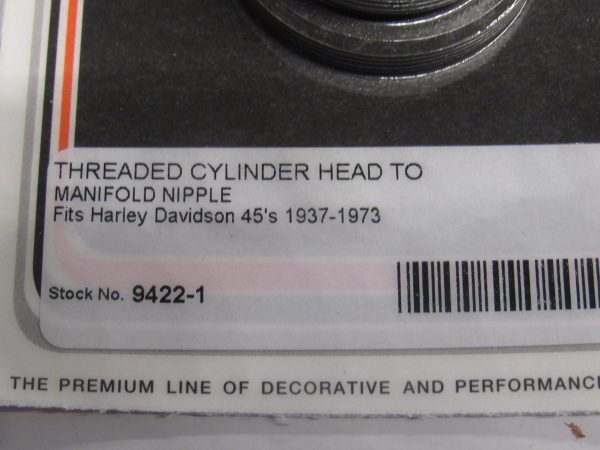 THREADED CYLINDER HEAD TO
MANIFOLD NIPPLE
Fits Harley Davidson 45's 1937-1973
Stock No. 9422-1
THE PREMIUM LINE OF DECORATIVE AND PERFORMANC